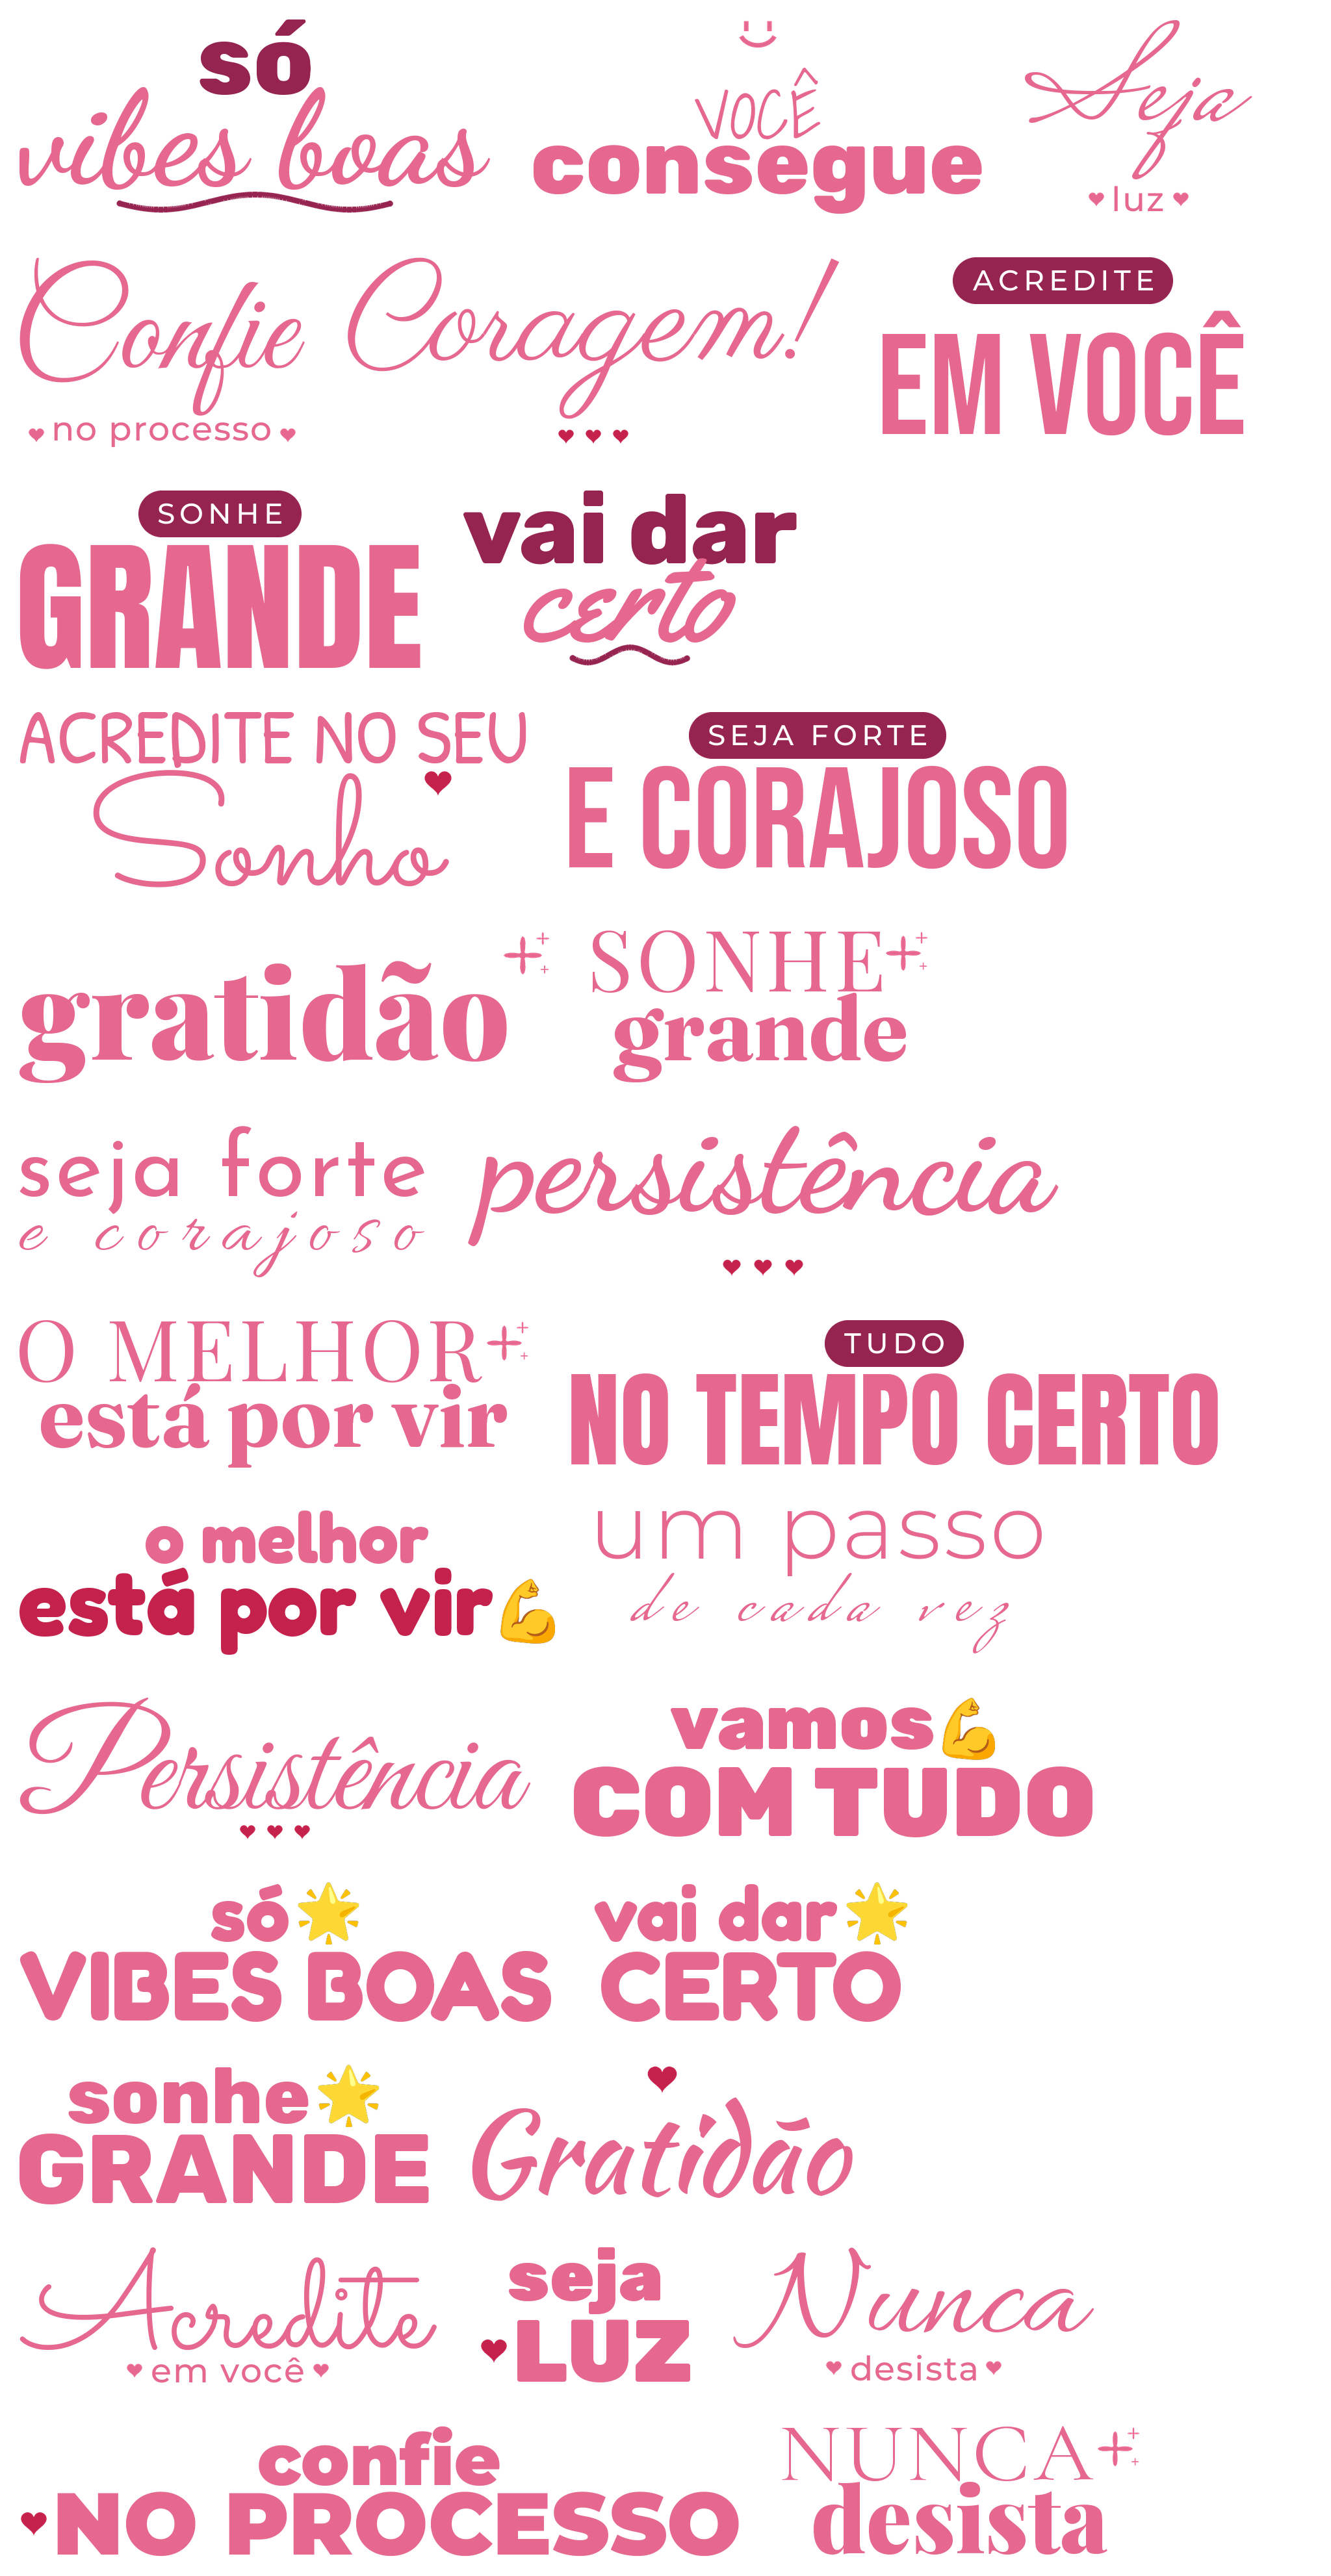 só
vibes boas
VOCÊ
consegue
Seja
luz
Confie
no processo
Coragem!
ACREDITE
EM VOCÊ
SONHE
GRANDE
vai dar
certo
ACREDITE NO SEU
Sonho
SEJA FORTE
E CORAJOSO
gratidão
SONHE
grande
seja forte
e corajoso
persistência
O MELHOR
está por vir
TUDO
NO TEMPO CERTO
o melhor
está por vir
um passo
de cada vez
Persistência
vamos
COM TUDO
só
VIBES BOAS
vai dar
CERTO
sonhe
GRANDE
Gratidão
Acredite
em você
seja
LUZ
Nunca
desista
confie
NO PROCESSO
NUNCA
desista